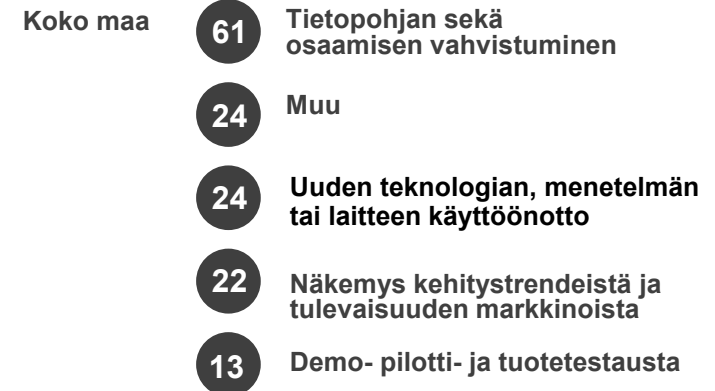 Koko maa
61
Tietopohjan sekä
osaamisen vahvistuminen
24
Muu
24
Uuden teknologian, menetelmän
tai laitteen käyttöönotto
22
Näkemys kehitystrendeistä ja
tulevaisuuden markkinoista
13
Demo- pilotti- ja tuotetestausta